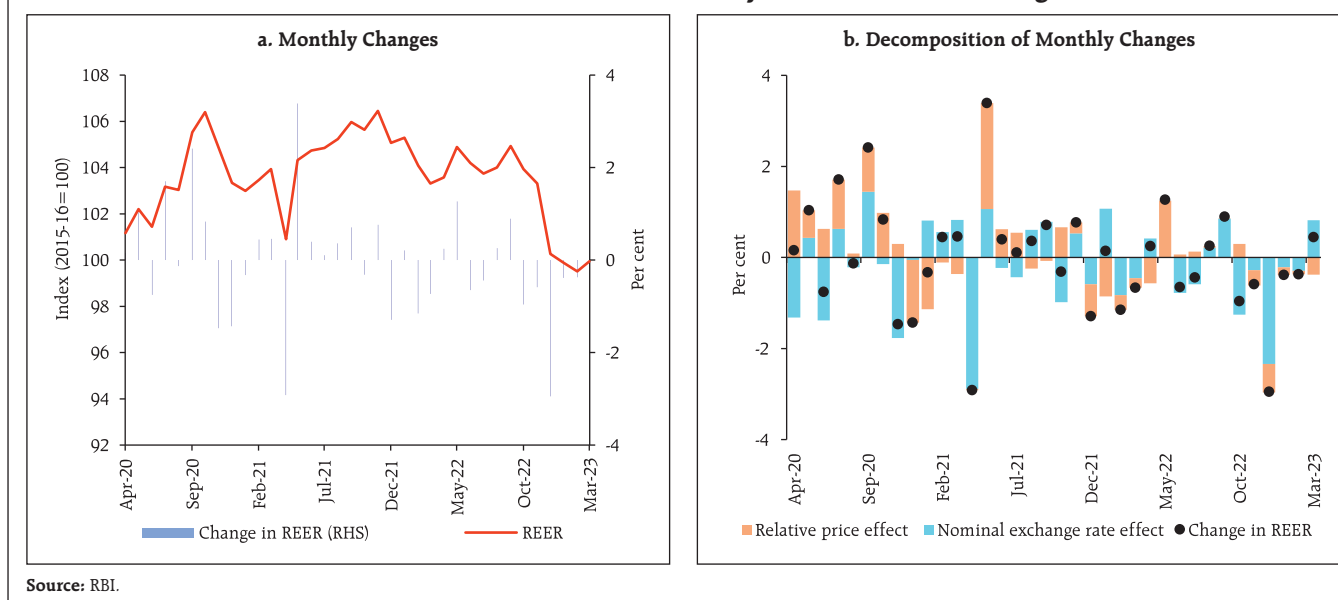 a. Monthly Changes
108
106
104
102
100
98
96
94
92
Index (2015-16=100)
4
2
0
-2
-4
Per cent
Apr-20
Sep-20
Feb-21
Jul-21
Dec-21
May-22
Oct-22
Mar-23
Change in REER (RHS)
REER
b. Decomposition of Monthly Changes
4
2
0
-2
-4
Per cent
Apr-20
Sep-20
Feb-21
Jul-21
Dec-21
May-22
Oct-22
Mar-23
Relative price effect
Nominal exchange rate effect
Change in REER
Source: RBI.